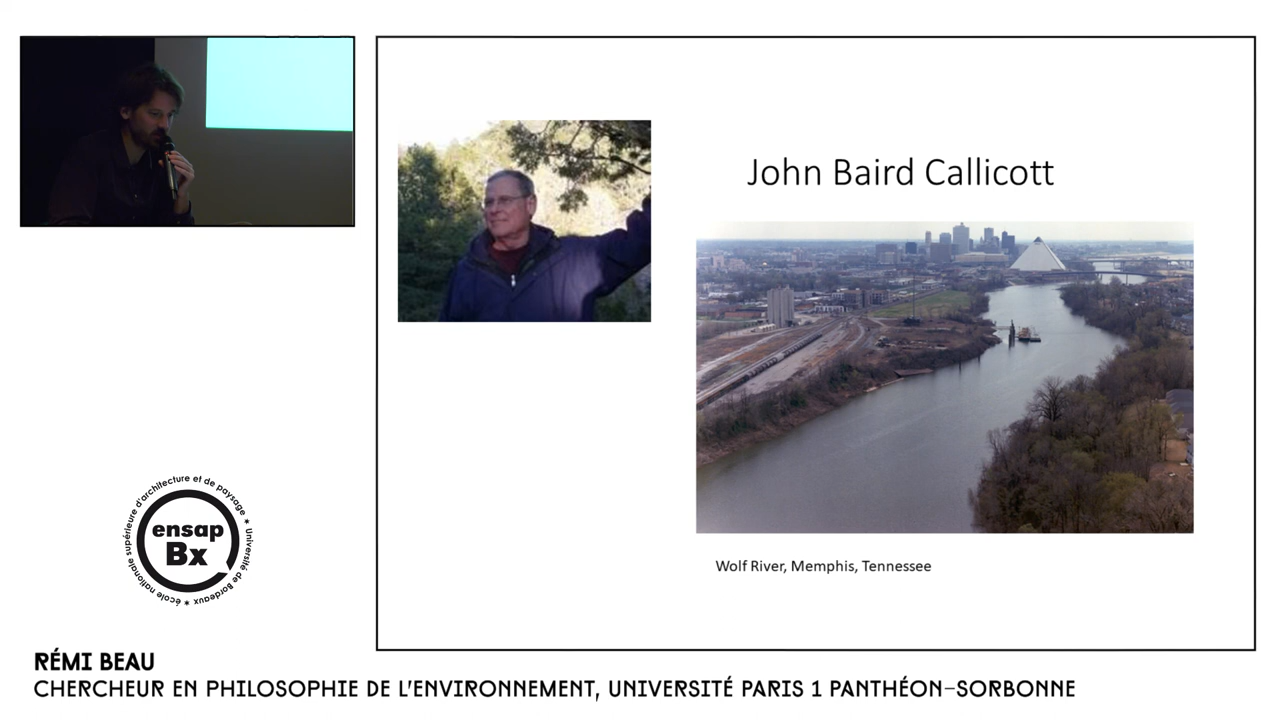 John Baird Callicott
Wolf River, Memphis, Tennessee
école nationale supérieure d'architecture et de paysage * Université de Bordeaux *
ensap
Bx
RÉMI BEAU
CHERCHEUR EN PHILOSOPHIE DE L'ENVIRONNEMENT, UNIVERSITÉ PARIS 1 PANTHÉON-SORBONNE